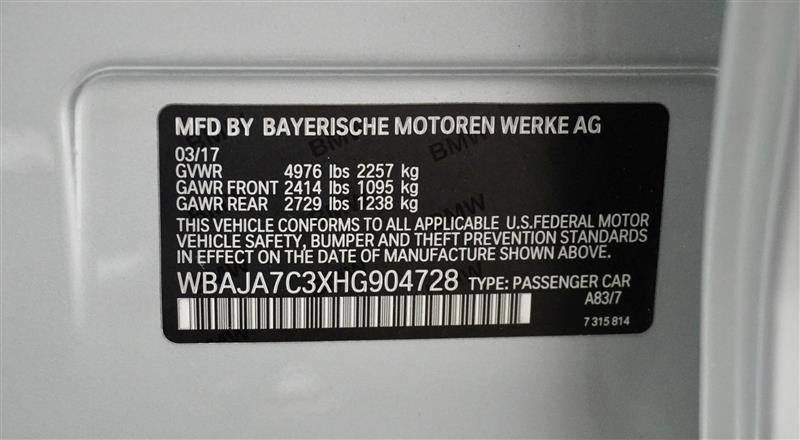 MFD BY BAYERISCHE MOTOREN WERKE AG
03/17
GVWR 4976 lbs 2257 kg
GAWR FRONT 2414 lbs 1095 kg
GAWR REAR 2729 lbs 1238 kg
THIS VEHICLE CONFORMS TO ALL APPLICABLE U.S.FEDERAL MOTOR
VEHICLE SAFETY, BUMPER AND THEFT PREVENTION STANDARDS
IN EFFECT ON THE DATE OF MANUFACTURE SHOWN ABOVE.
WBAJA7C3XHG904728 TYPE: PASSENGER CAR
A83/7
7 315 814